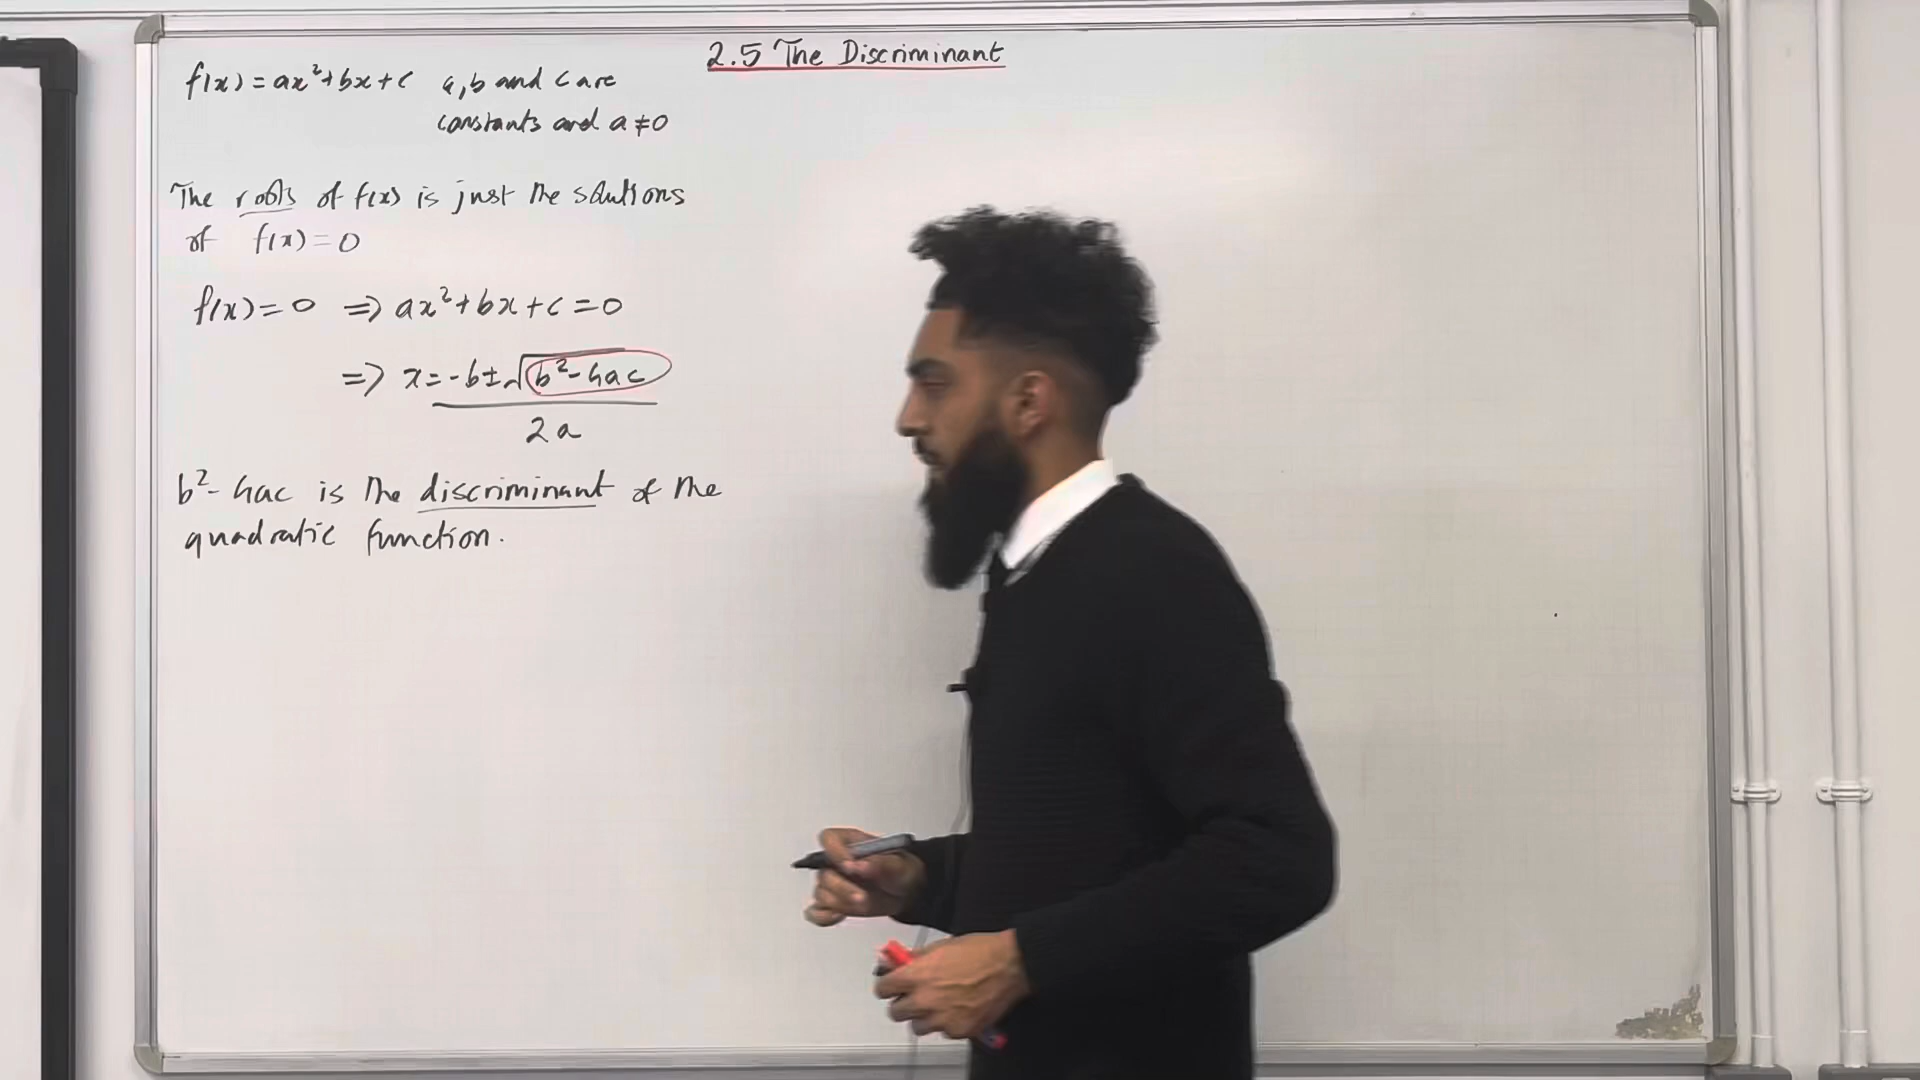 2.5 The Discriminant
f(x) = ax² + bx + c a, b and c are
constants and a ≠ 0
The roots of f(x) is just the solutions
of f(x) = 0
f(x) = 0 ⇒ ax² + bx + c = 0
⇒ x = -b ± √(b² - 4ac)
2a
b² - 4ac is the discriminant of the
quadratic function.